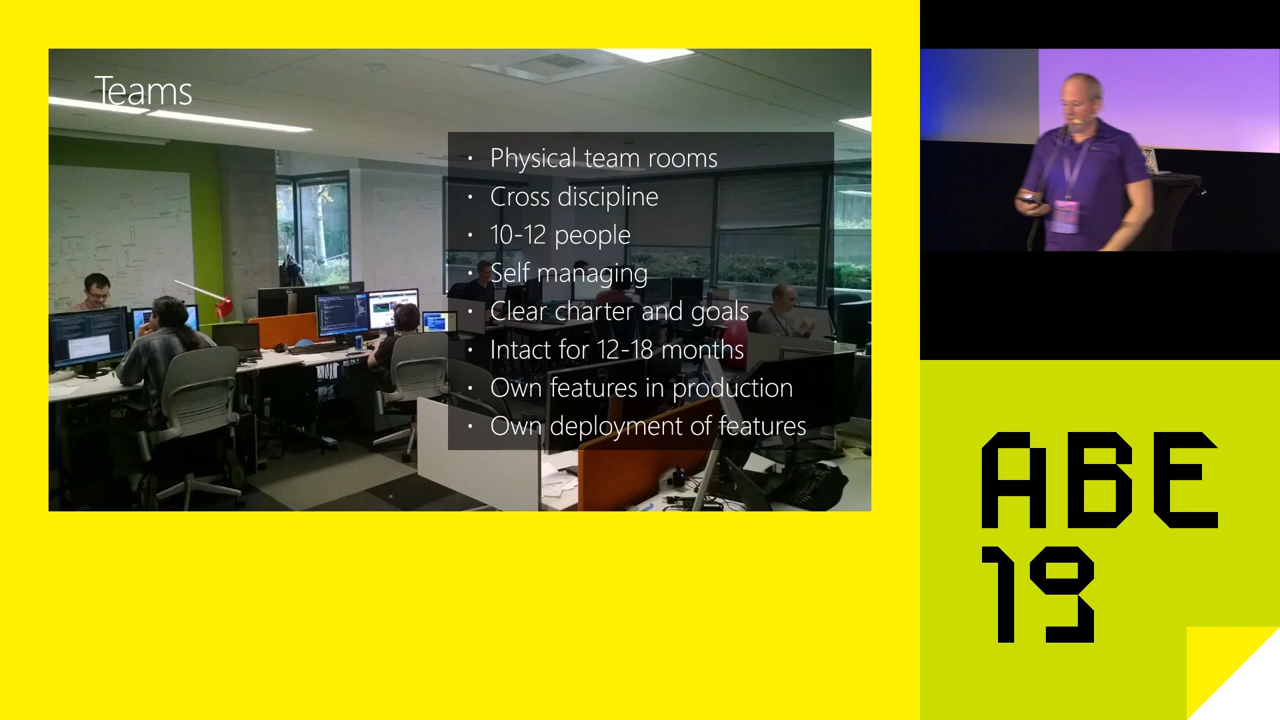 Teams
• Physical team rooms
• Cross discipline
• 10-12 people
• Self managing
• Clear charter and goals
• Intact for 12-18 months
• Own features in production
• Own deployment of features
ABE
19